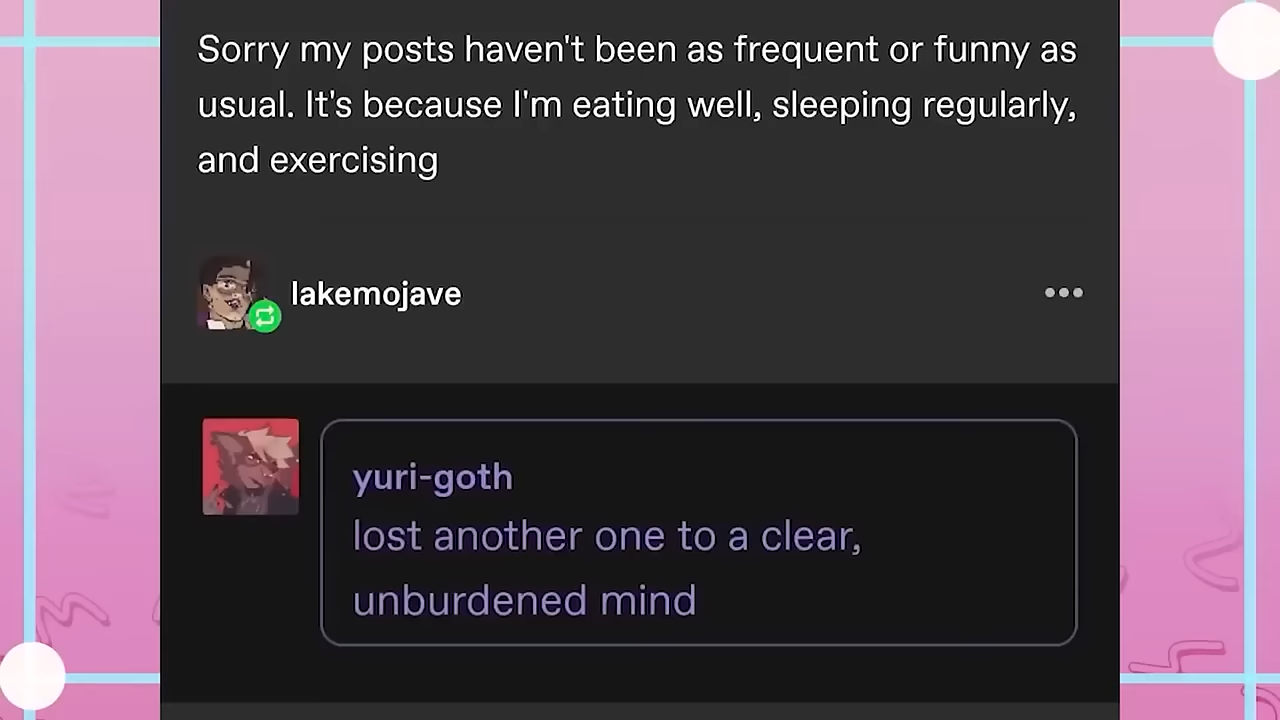 Sorry my posts haven't been as frequent or funny as
usual. It's because I'm eating well, sleeping regularly,
and exercising
lakemojave
yuri-goth
lost another one to a clear,
unburdened mind